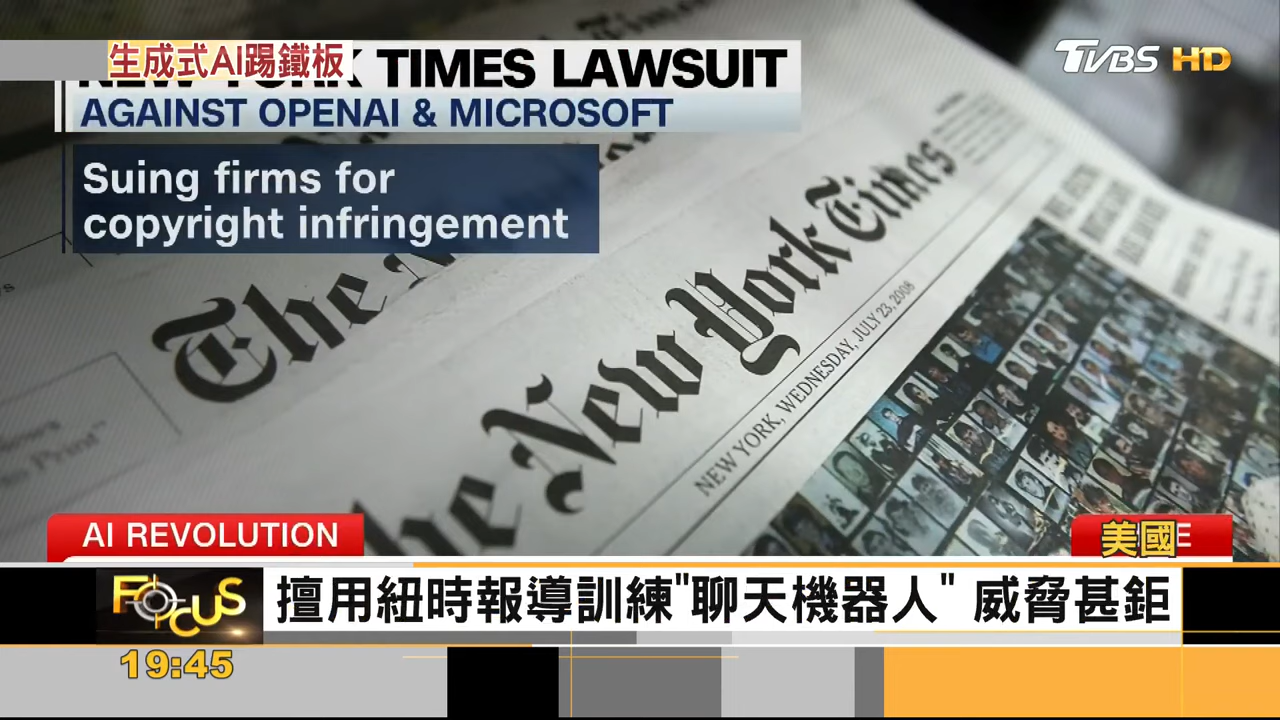 生成式AI踢鐵板
TVBS HD
NEW YORK TIMES LAWSUIT
AGAINST OPENAI & MICROSOFT
Suing firms for
copyright infringement
The New York Times
NEW YORK, WEDNESDAY, JULY 23, 2008
AI REVOLUTION
美國
FOCUS
擅用紐時報導訓練"聊天機器人" 威脅甚鉅
19:45